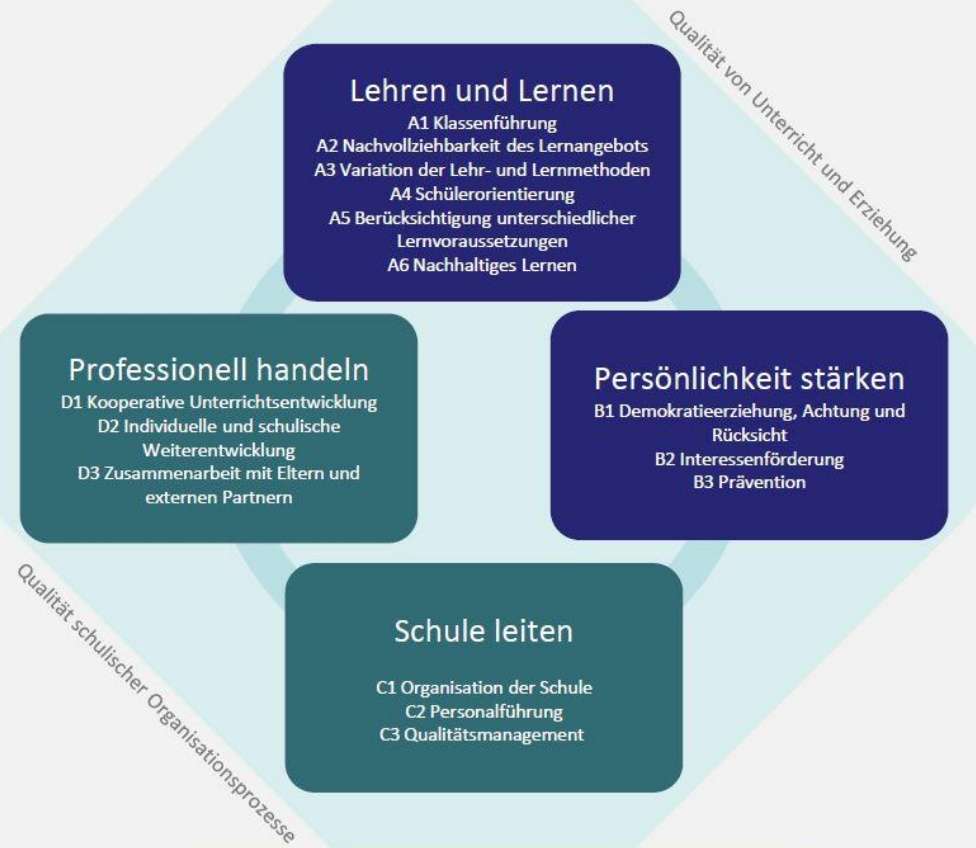 Qualität von Unterricht und Erziehung
Lehren und Lernen
A1 Klassenführung
A2 Nachvollziehbarkeit des Lernangebots
A3 Variation der Lehr- und Lernmethoden
A4 Schülerorientierung
A5 Berücksichtigung unterschiedlicher
Lernvoraussetzungen
A6 Nachhaltiges Lernen
Professionell handeln
D1 Kooperative Unterrichtsentwicklung
D2 Individuelle und schulische
Weiterentwicklung
D3 Zusammenarbeit mit Eltern und
externen Partnern
Persönlichkeit stärken
B1 Demokratieerziehung, Achtung und
Rücksicht
B2 Interessenförderung
B3 Prävention
Schule leiten
C1 Organisation der Schule
C2 Personalführung
C3 Qualitätsmanagement
Qualität schulischer Organisationsprozesse